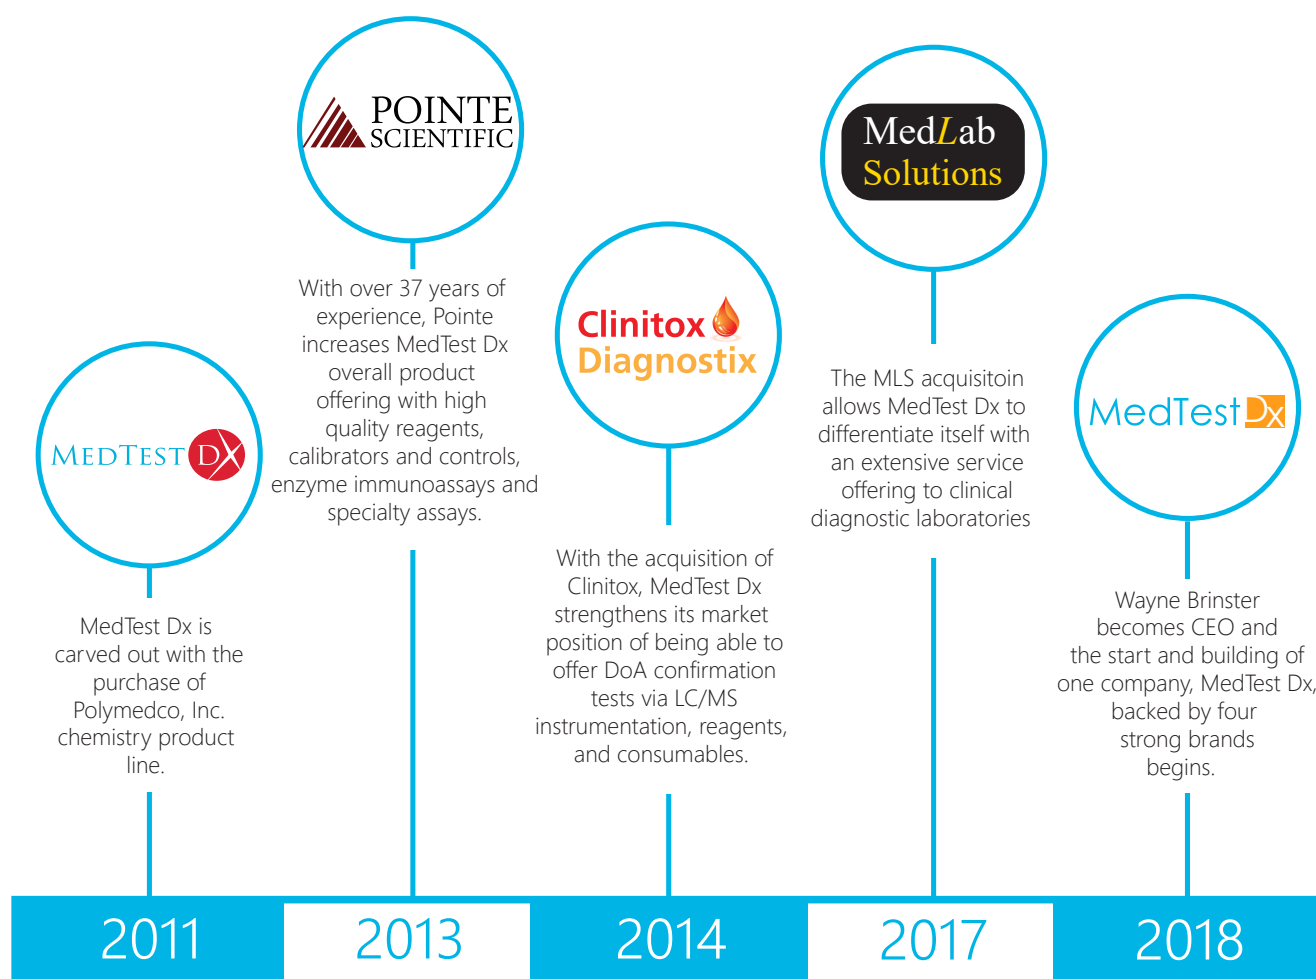 MEDTEST DX
MedTest Dx is
carved out with the
purchase of
Polymedco, Inc.
chemistry product
line.
2011
POINTE
SCIENTIFIC
With over 37 years of
experience, Pointe
increases MedTest Dx
overall product
offering with high
quality reagents,
calibrators and controls,
enzyme immunoassays and
specialty assays.
2013
Clinitox
Diagnostix
With the acquisition of
Clinitox, MedTest Dx
strengthens its market
position of being able to
offer DoA confirmation
tests via LC/MS
instrumentation, reagents,
and consumables.
2014
MedLab
Solutions
The MLS acquisitoin
allows MedTest Dx to
differentiate itself with
an extensive service
offering to clinical
diagnostic laboratories
2017
MedTest Dx
Wayne Brinster
becomes CEO and
the start and building of
one company, MedTest Dx,
backed by four
strong brands
begins.
2018